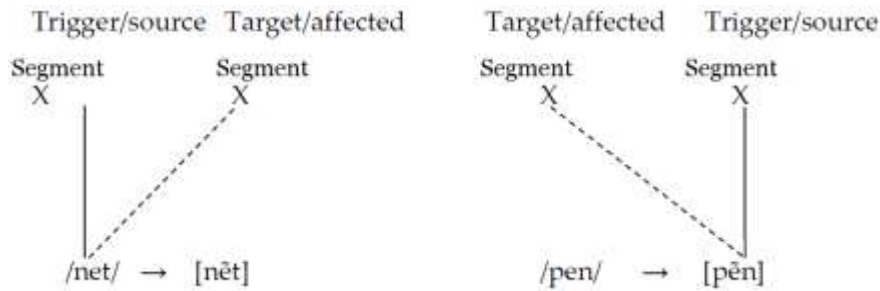 Trigger/source Target/affected Target/affected Trigger/source
Segment Segment Segment Segment
X X X X
/net/ → [nẽt] /pen/ → [pẽn]